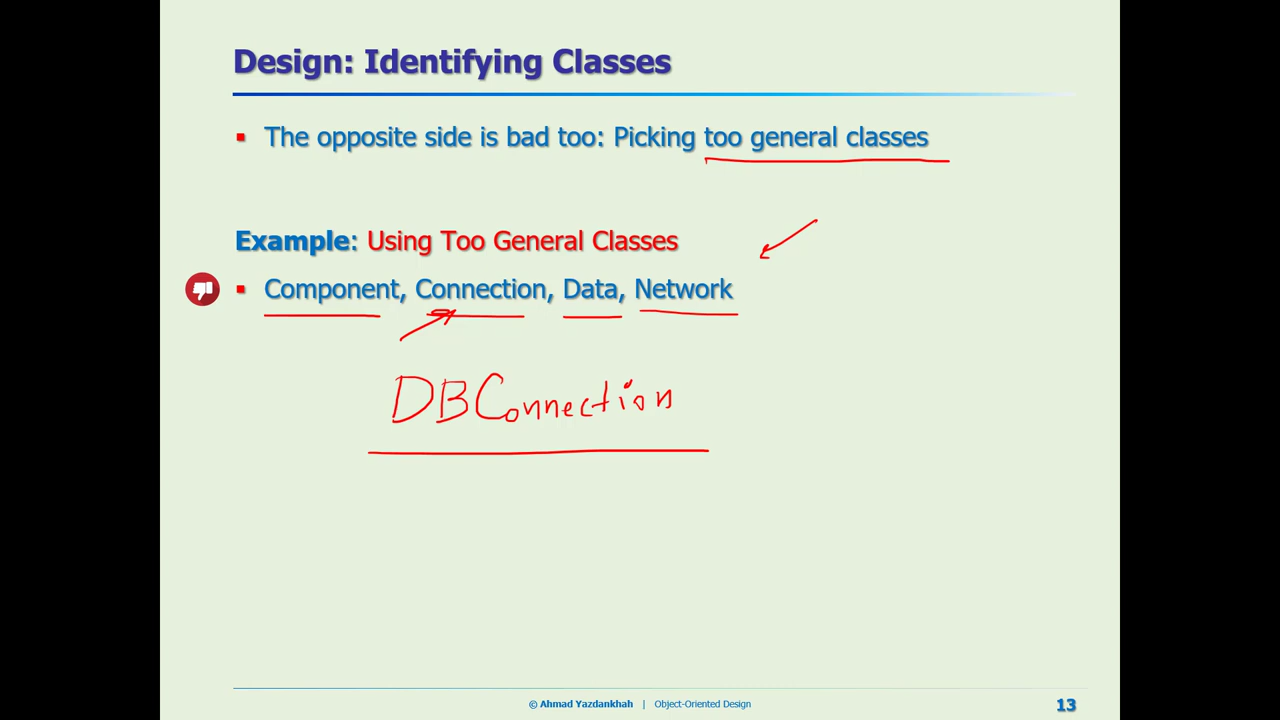 Design: Identifying Classes
▪ The opposite side is bad too: Picking too general classes
Example: Using Too General Classes
▪ Component, Connection, Data, Network
DBConnection
© Ahmad Yazdankhah | Object-Oriented Design
13